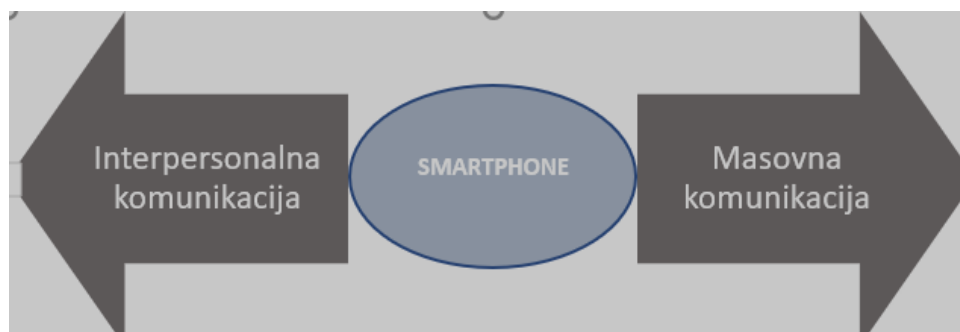 Interpersonalna
komunikacija
SMARTPHONE
Masovna
komunikacija